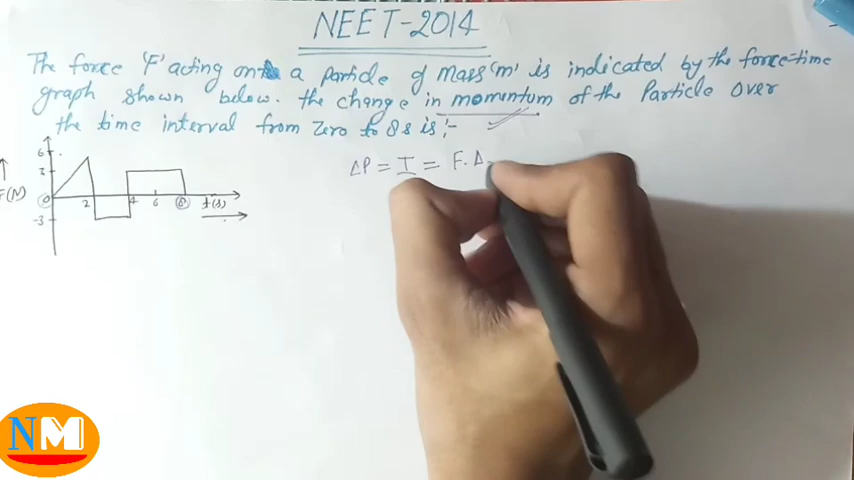 NEET-2014
The force 'F' acting on a particle of mass 'm' is indicated by the force-time
graph shown below. the change in momentum of the Particle over
the time interval from zero to 8s is :-
ΔP = I = F. Δ
6
3
F(N)
0
2
4
6
8
t(s)
-3
NM